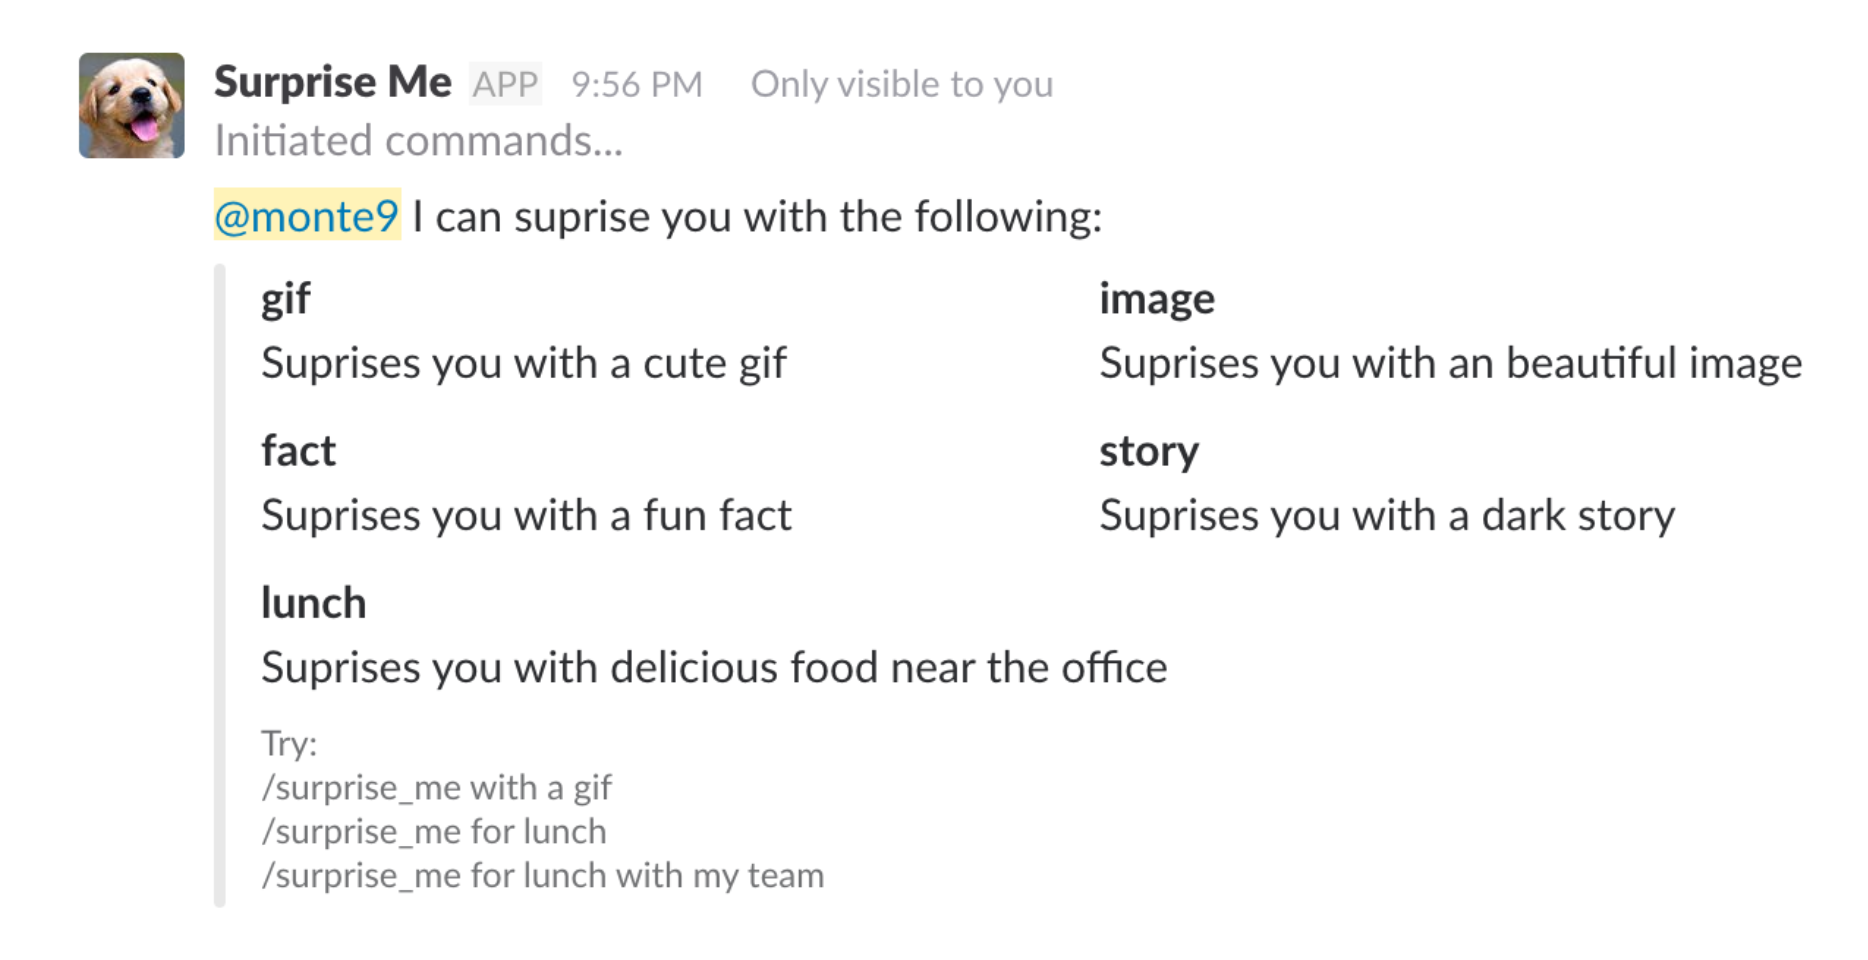 Surprise Me APP 9:56 PM Only visible to you
Initiated commands...
@monte9 I can suprise you with the following:
gif
Suprises you with a cute gif
image
Suprises you with an beautiful image
fact
Suprises you with a fun fact
story
Suprises you with a dark story
lunch
Suprises you with delicious food near the office
Try:
/surprise_me with a gif
/surprise_me for lunch
/surprise_me for lunch with my team